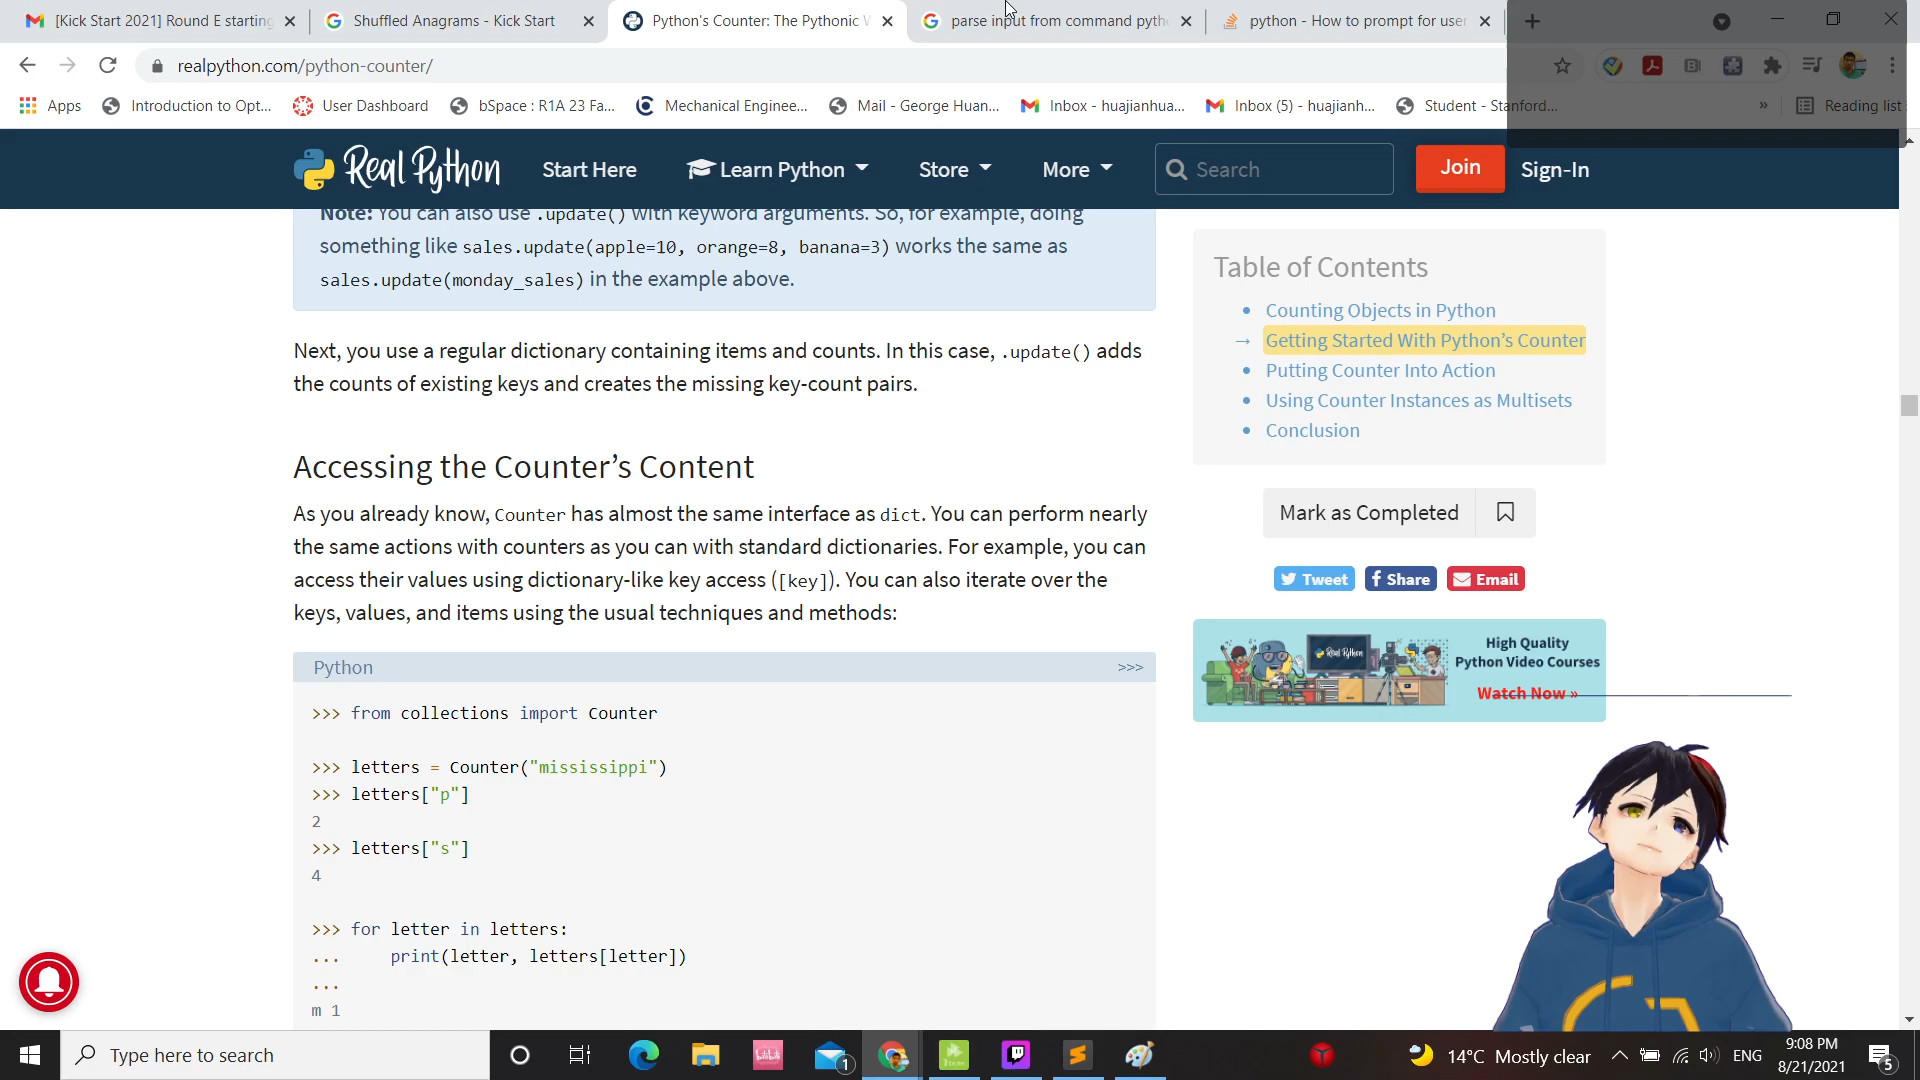 [Kick Start 2021] Round E starting
Shuffled Anagrams - Kick Start
Python's Counter: The Pythonic W
parse input from command pyth
python - How to prompt for user
realpython.com/python-counter/
Apps
Introduction to Opt...
User Dashboard
bSpace : R1A 23 Fa...
Mechanical Enginee...
Mail - George Huan...
Inbox - huajianhua...
Inbox (5) - huajianh...
Student - Stanford...
»
Reading list
Real Python
Start Here
Learn Python
Store
More
Search
Join
Sign-In
Note: You can also use .update() with keyword arguments. So, for example, doing
something like sales.update(apple=10, orange=8, banana=3) works the same as
sales.update(monday_sales) in the example above.
Next, you use a regular dictionary containing items and counts. In this case, .update() adds
the counts of existing keys and creates the missing key-count pairs.
Accessing the Counter’s Content
As you already know, Counter has almost the same interface as dict. You can perform nearly
the same actions with counters as you can with standard dictionaries. For example, you can
access their values using dictionary-like key access ([key]). You can also iterate over the
keys, values, and items using the usual techniques and methods:
Python
>>>
>>> from collections import Counter
>>> letters = Counter("mississippi")
>>> letters["p"]
2
>>> letters["s"]
4
>>> for letter in letters:
... print(letter, letters[letter])
...
m 1
Table of Contents
Counting Objects in Python
→ Getting Started With Python’s Counter
Putting Counter Into Action
Using Counter Instances as Multisets
Conclusion
Mark as Completed
Tweet
Share
Email
Real Python
High Quality
Python Video Courses
Watch Now »
Type here to search
1
14°C Mostly clear
ENG
9:08 PM
8/21/2021
5